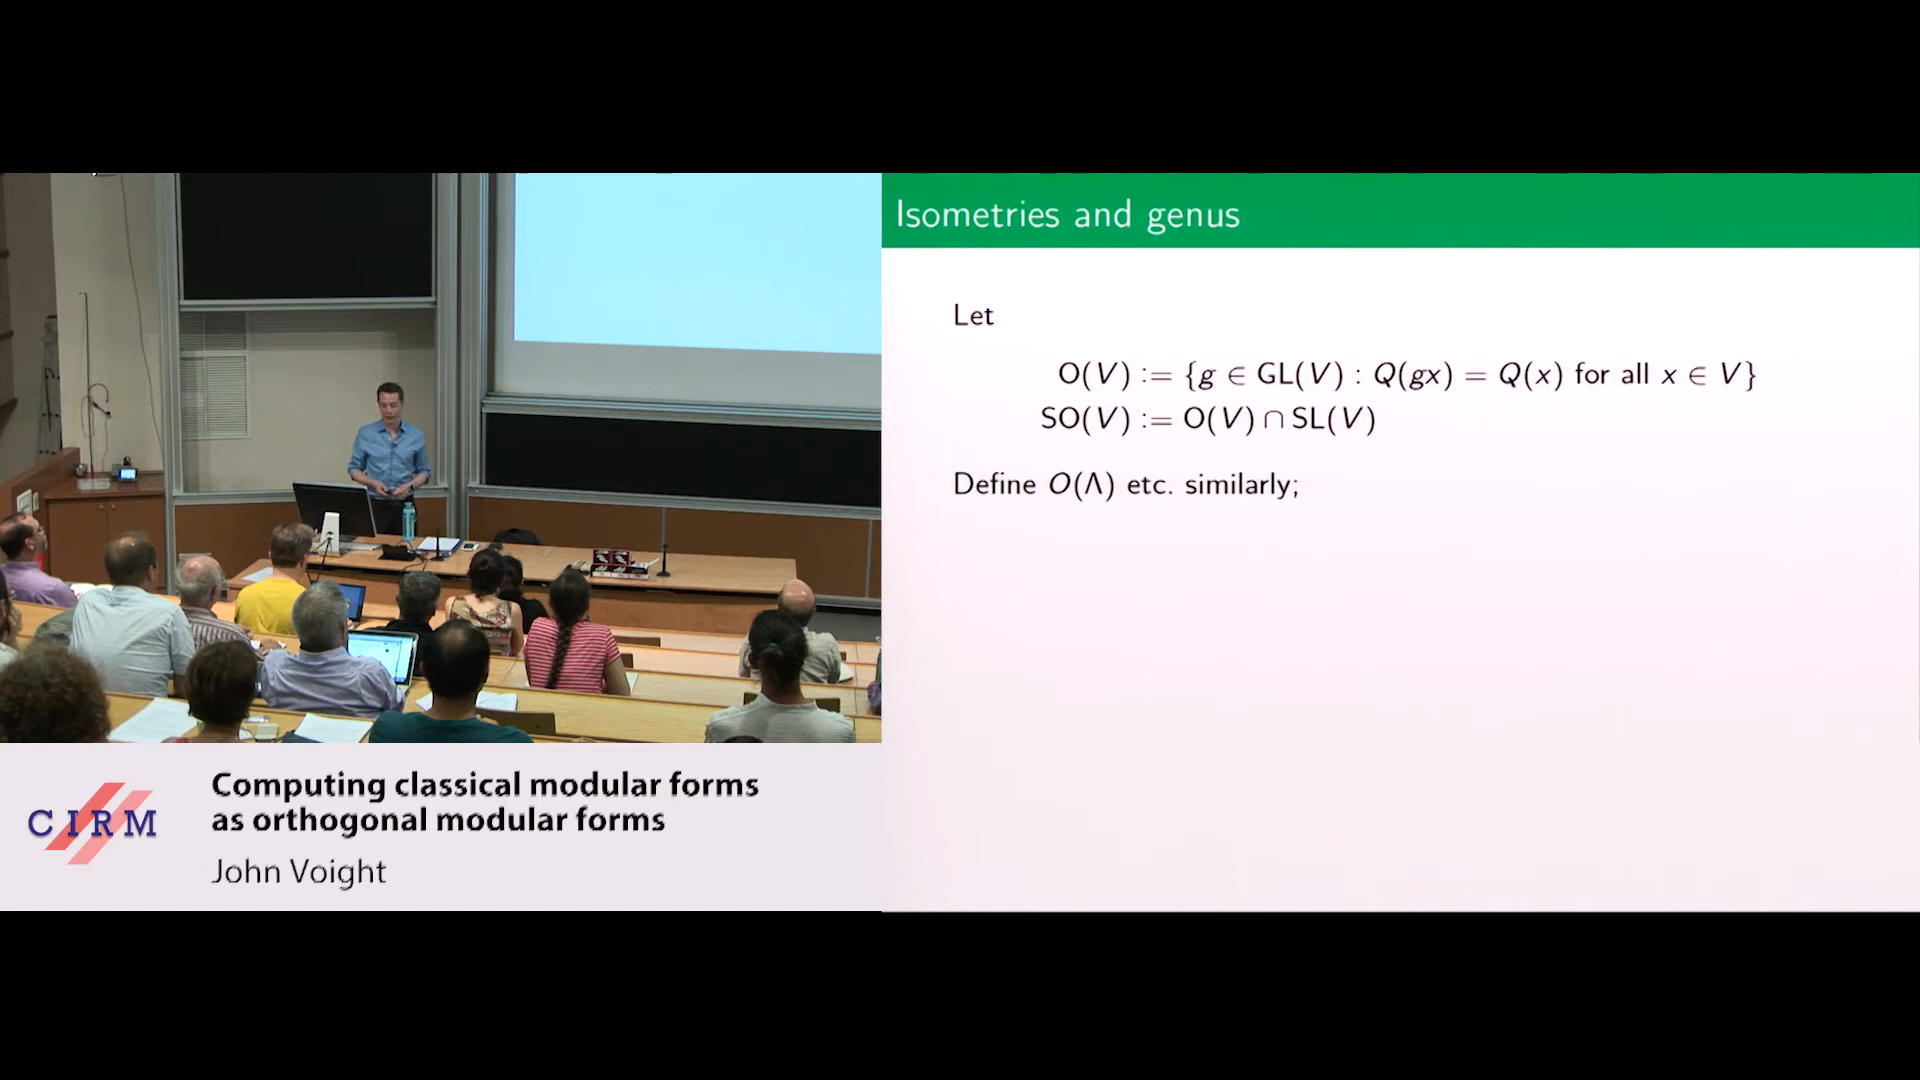 Isometries and genus
Let
O(V) := {g ∈ GL(V) : Q(gx) = Q(x) for all x ∈ V}
SO(V) := O(V) ∩ SL(V)
Define O(Λ) etc. similarly;
CIRM
Computing classical modular forms
as orthogonal modular forms
John Voight